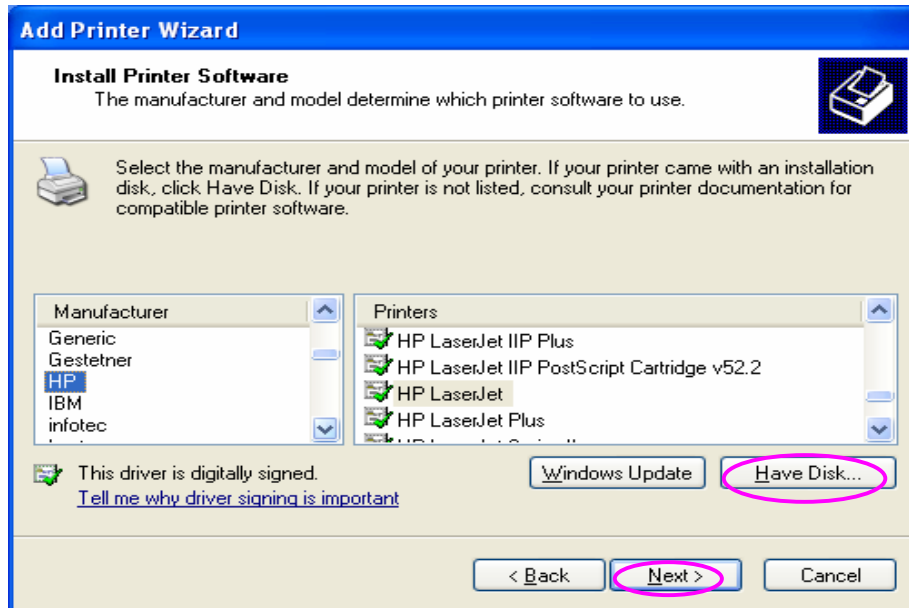 Add Printer Wizard
Install Printer Software
The manufacturer and model determine which printer software to use.
Select the manufacturer and model of your printer. If your printer came with an installation
disk, click Have Disk. If your printer is not listed, consult your printer documentation for
compatible printer software.
Manufacturer
Generic
Gestetner
HP
IBM
infotec
Printers
HP LaserJet IIP Plus
HP LaserJet IIP PostScript Cartridge v52.2
HP LaserJet
HP LaserJet Plus
This driver is digitally signed.
Tell me why driver signing is important
Windows Update
Have Disk...
< Back
Next >
Cancel